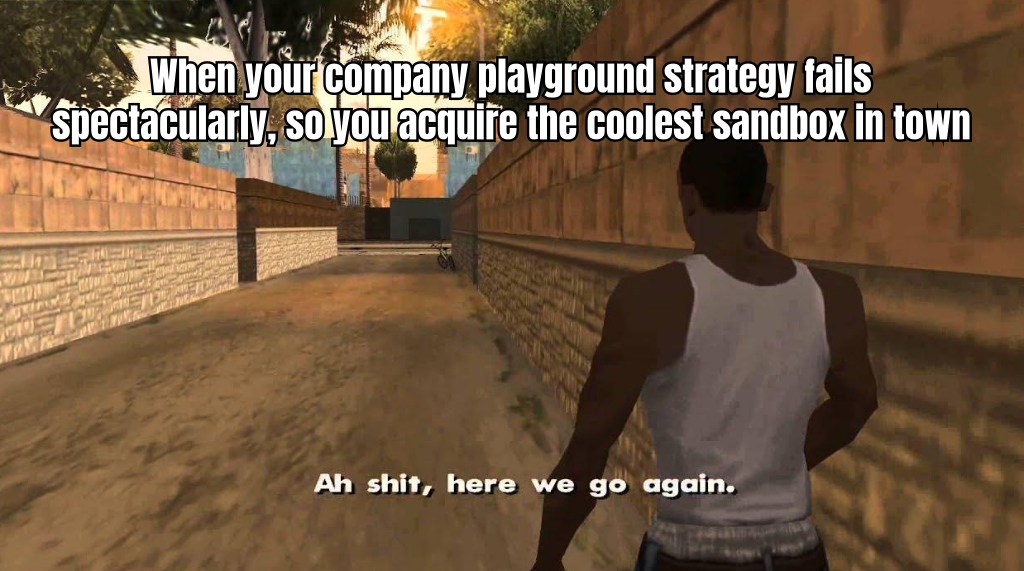 When your company playground strategy fails
spectacularly, so you acquire the coolest sandbox in town
Ah shit, here we go again.